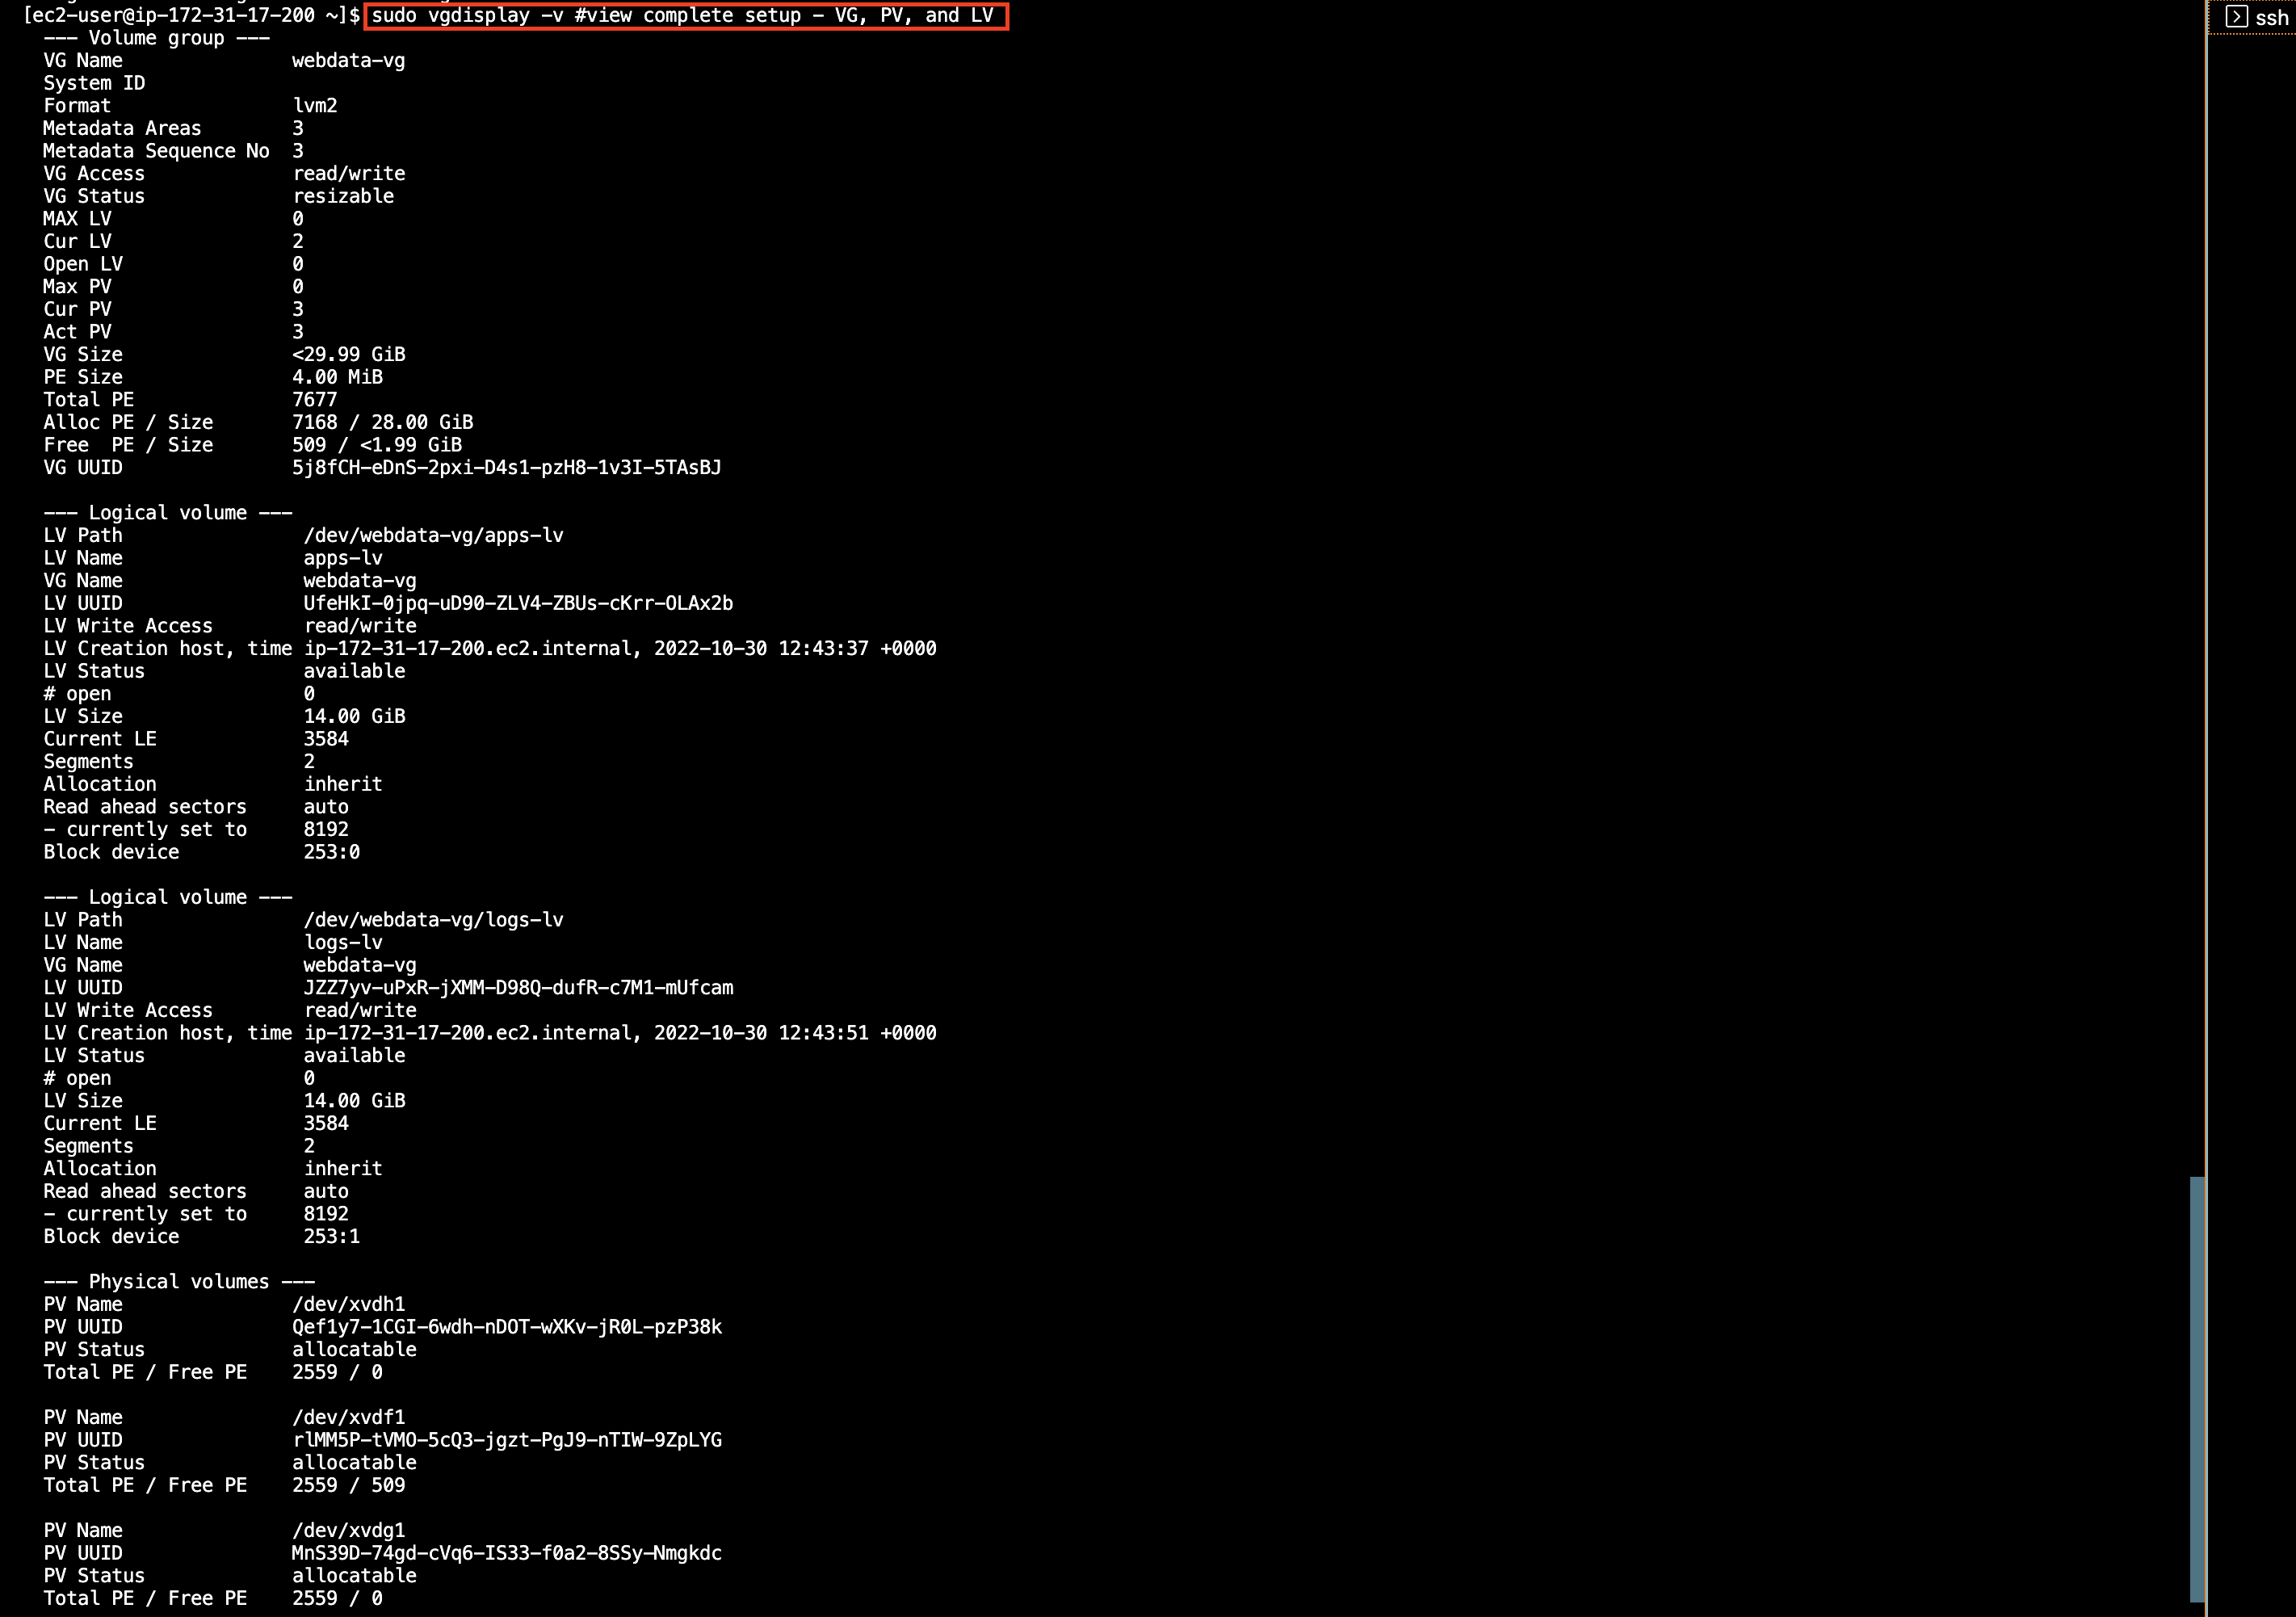 [ec2-user@ip-172-31-17-200 ~]$ sudo vgdisplay -v #view complete setup - VG, PV, and LV
ssh
--- Volume group ---
VG Name webdata-vg
System ID
Format lvm2
Metadata Areas 3
Metadata Sequence No 3
VG Access read/write
VG Status resizable
MAX LV 0
Cur LV 2
Open LV 0
Max PV 0
Cur PV 3
Act PV 3
VG Size <29.99 GiB
PE Size 4.00 MiB
Total PE 7677
Alloc PE / Size 7168 / 28.00 GiB
Free  PE / Size 509 / <1.99 GiB
VG UUID 5j8fCH-eDnS-2pxi-D4s1-pzH8-1v3I-5TAsBJ
--- Logical volume ---
LV Path /dev/webdata-vg/apps-lv
LV Name apps-lv
VG Name webdata-vg
LV UUID UfeHkI-0jpq-uD90-ZLV4-ZBUs-cKrr-OLAx2b
LV Write Access read/write
LV Creation host, time ip-172-31-17-200.ec2.internal, 2022-10-30 12:43:37 +0000
LV Status available
# open 0
LV Size 14.00 GiB
Current LE 3584
Segments 2
Allocation inherit
Read ahead sectors auto
- currently set to 8192
Block device 253:0
--- Logical volume ---
LV Path /dev/webdata-vg/logs-lv
LV Name logs-lv
VG Name webdata-vg
LV UUID JZZ7yv-uPxR-jXMM-D98Q-dufR-c7M1-mUfcam
LV Write Access read/write
LV Creation host, time ip-172-31-17-200.ec2.internal, 2022-10-30 12:43:51 +0000
LV Status available
# open 0
LV Size 14.00 GiB
Current LE 3584
Segments 2
Allocation inherit
Read ahead sectors auto
- currently set to 8192
Block device 253:1
--- Physical volumes ---
PV Name /dev/xvdh1
PV UUID Qef1y7-1CGI-6wdh-nDOT-wXKv-jR0L-pzP38k
PV Status allocatable
Total PE / Free PE 2559 / 0
PV Name /dev/xvdf1
PV UUID rlMM5P-tVMO-5cQ3-jgzt-PgJ9-nTIW-9ZpLYG
PV Status allocatable
Total PE / Free PE 2559 / 509
PV Name /dev/xvdg1
PV UUID MnS39D-74gd-cVq6-IS33-f0a2-8SSy-Nmgkdc
PV Status allocatable
Total PE / Free PE 2559 / 0